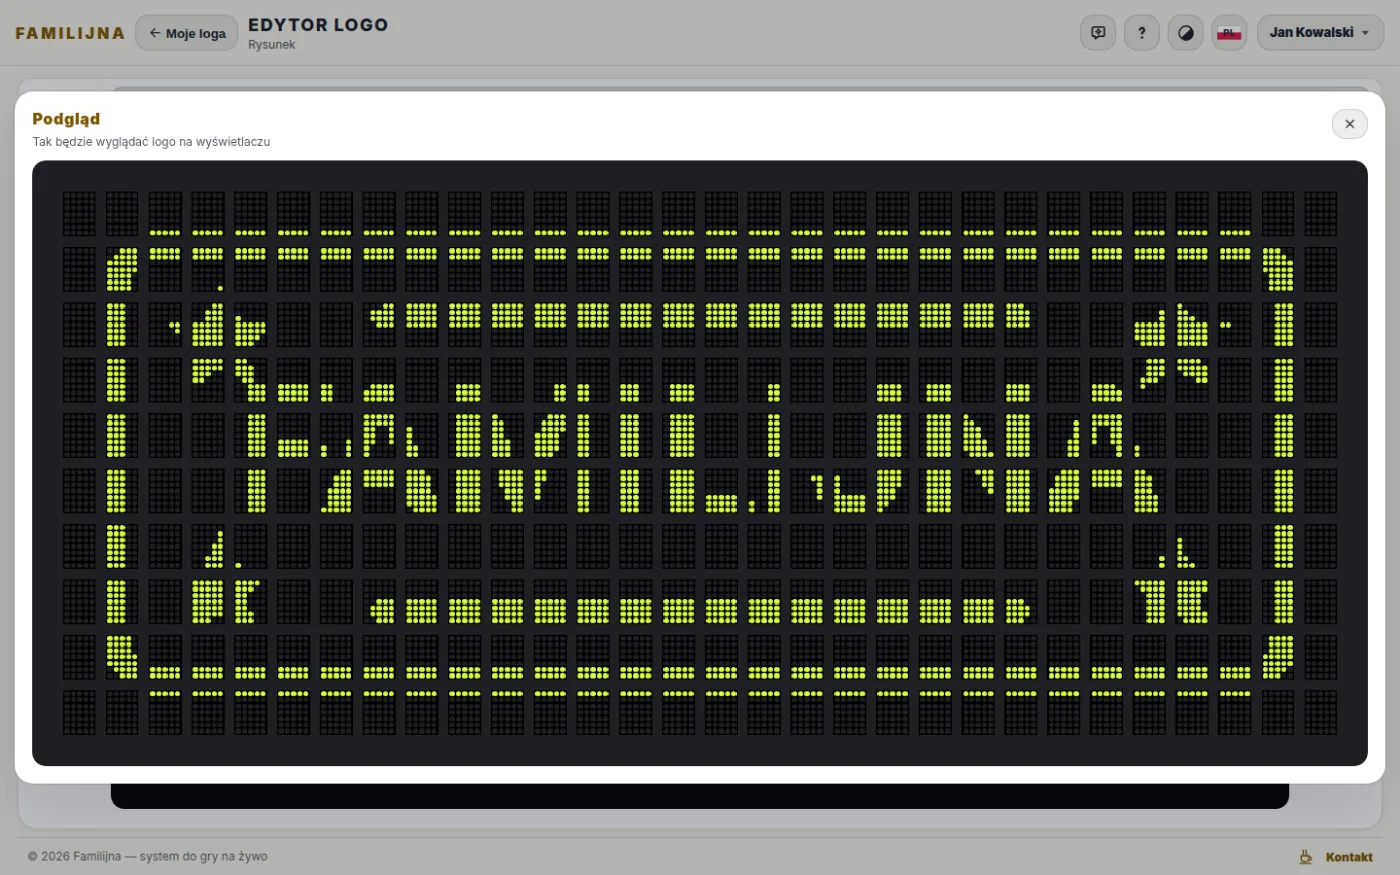 FAMILIJNA
← Moje loga
EDYTOR LOGO
Rysunek
?
PL
Jan Kowalski
Podgląd
Tak będzie wyglądać logo na wyświetlaczu
FAMILIJNA
© 2026 Familijna — system do gry na żywo
Kontakt